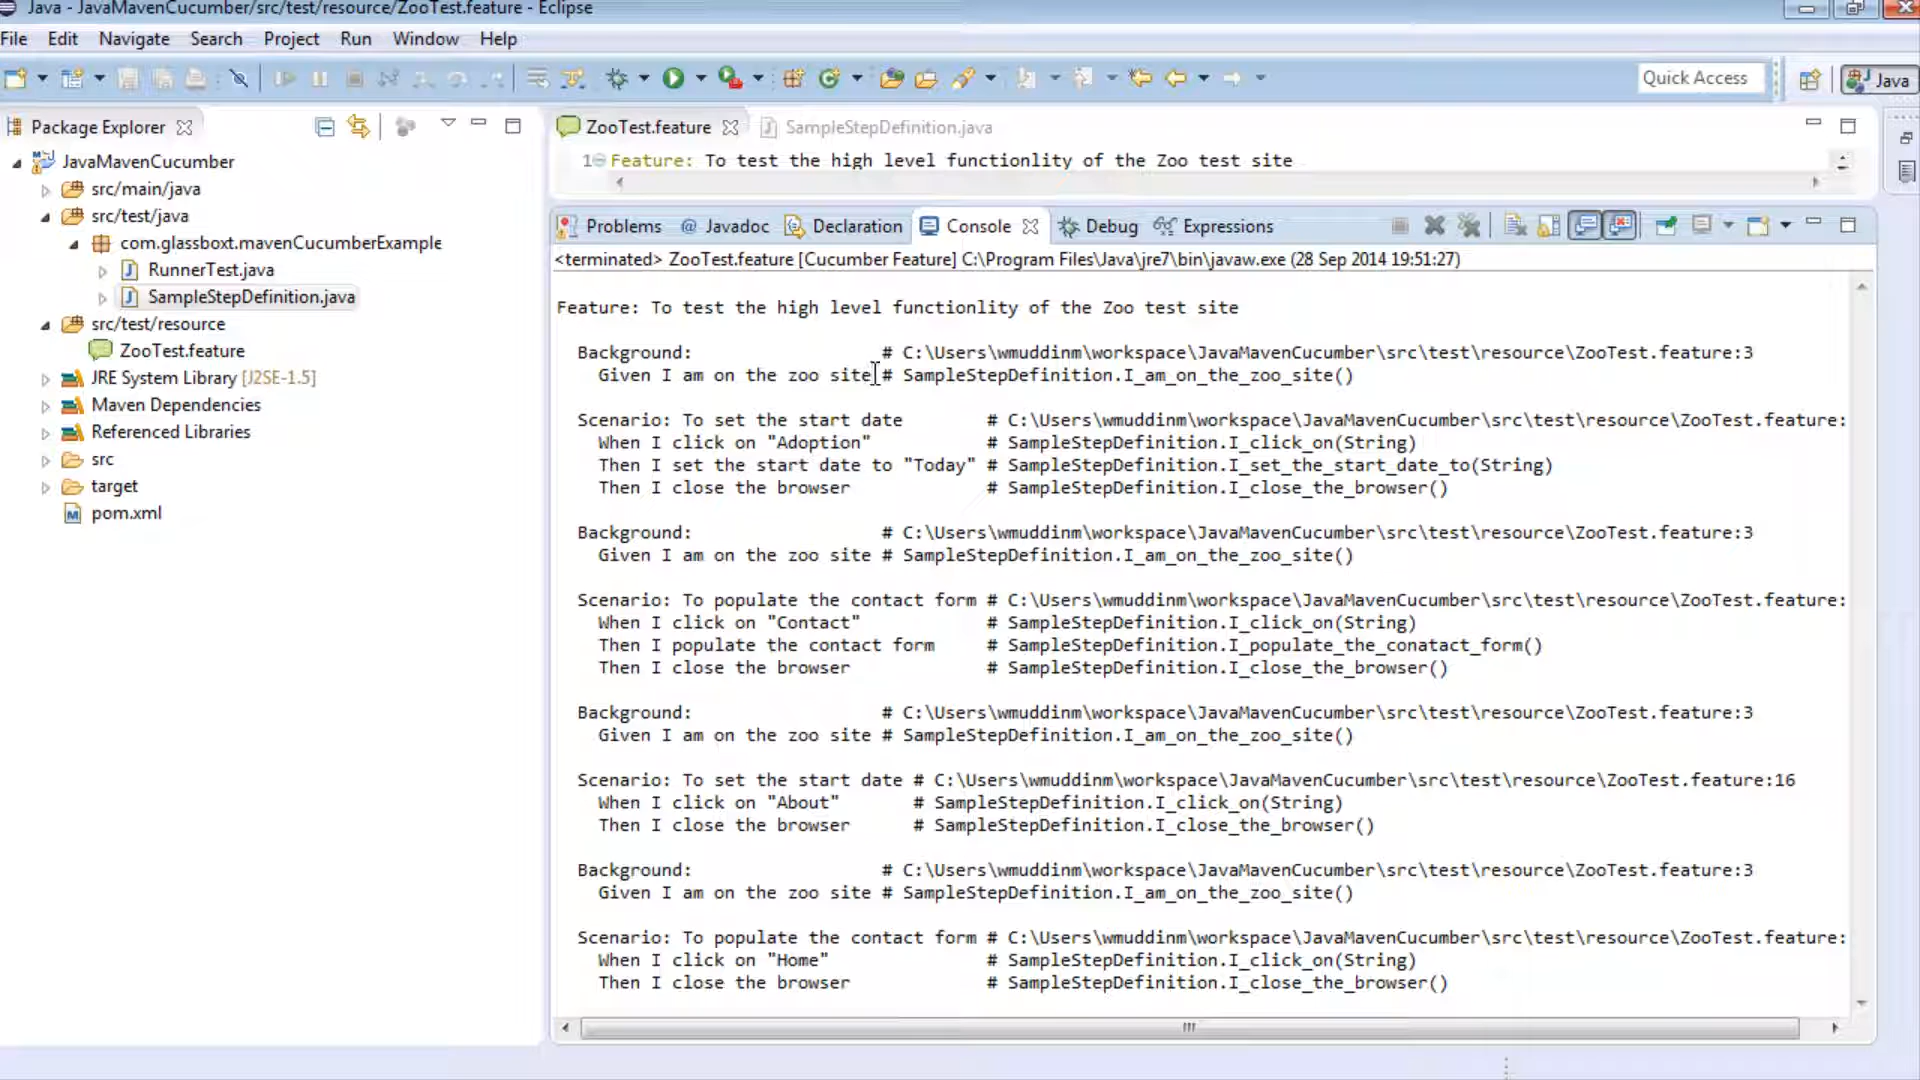 Java - JavaMavenCucumber/src/test/resource/ZooTest.feature - Eclipse
File Edit Navigate Search Project Run Window Help
Quick Access
Java
Package Explorer
JavaMavenCucumber
src/main/java
src/test/java
com.glassboxt.mavenCucumberExample
RunnerTest.java
SampleStepDefinition.java
src/test/resource
ZooTest.feature
JRE System Library [J2SE-1.5]
Maven Dependencies
Referenced Libraries
src
target
pom.xml
ZooTest.feature SampleStepDefinition.java
1 Feature: To test the high level functionlity of the Zoo test site
Problems @ Javadoc Declaration Console Debug Expressions
<terminated> ZooTest.feature [Cucumber Feature] C:\Program Files\Java\jre7\bin\javaw.exe (28 Sep 2014 19:51:27)
Feature: To test the high level functionlity of the Zoo test site
Background: # C:\Users\wmuddinm\workspace\JavaMavenCucumber\src\test\resource\ZooTest.feature:3
Given I am on the zoo site # SampleStepDefinition.I_am_on_the_zoo_site()
Scenario: To set the start date # C:\Users\wmuddinm\workspace\JavaMavenCucumber\src\test\resource\ZooTest.feature:
When I click on "Adoption" # SampleStepDefinition.I_click_on(String)
Then I set the start date to "Today" # SampleStepDefinition.I_set_the_start_date_to(String)
Then I close the browser # SampleStepDefinition.I_close_the_browser()
Background: # C:\Users\wmuddinm\workspace\JavaMavenCucumber\src\test\resource\ZooTest.feature:3
Given I am on the zoo site # SampleStepDefinition.I_am_on_the_zoo_site()
Scenario: To populate the contact form # C:\Users\wmuddinm\workspace\JavaMavenCucumber\src\test\resource\ZooTest.feature:
When I click on "Contact" # SampleStepDefinition.I_click_on(String)
Then I populate the contact form # SampleStepDefinition.I_populate_the_conatact_form()
Then I close the browser # SampleStepDefinition.I_close_the_browser()
Background: # C:\Users\wmuddinm\workspace\JavaMavenCucumber\src\test\resource\ZooTest.feature:3
Given I am on the zoo site # SampleStepDefinition.I_am_on_the_zoo_site()
Scenario: To set the start date # C:\Users\wmuddinm\workspace\JavaMavenCucumber\src\test\resource\ZooTest.feature:16
When I click on "About" # SampleStepDefinition.I_click_on(String)
Then I close the browser # SampleStepDefinition.I_close_the_browser()
Background: # C:\Users\wmuddinm\workspace\JavaMavenCucumber\src\test\resource\ZooTest.feature:3
Given I am on the zoo site # SampleStepDefinition.I_am_on_the_zoo_site()
Scenario: To populate the contact form # C:\Users\wmuddinm\workspace\JavaMavenCucumber\src\test\resource\ZooTest.feature:
When I click on "Home" # SampleStepDefinition.I_click_on(String)
Then I close the browser # SampleStepDefinition.I_close_the_browser()